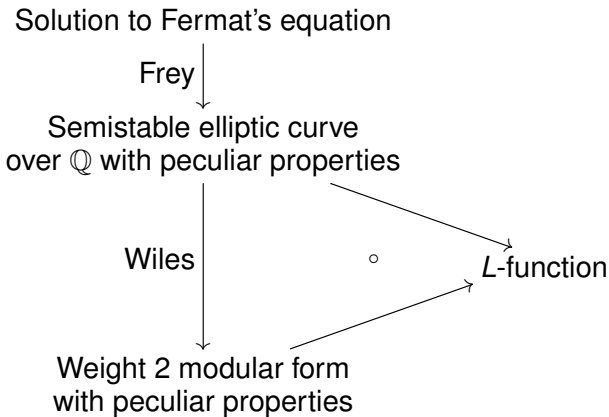 Solution to Fermat's equation
Frey
Semistable elliptic curve
over ℚ with peculiar properties
Wiles
L-function
Weight 2 modular form
with peculiar properties